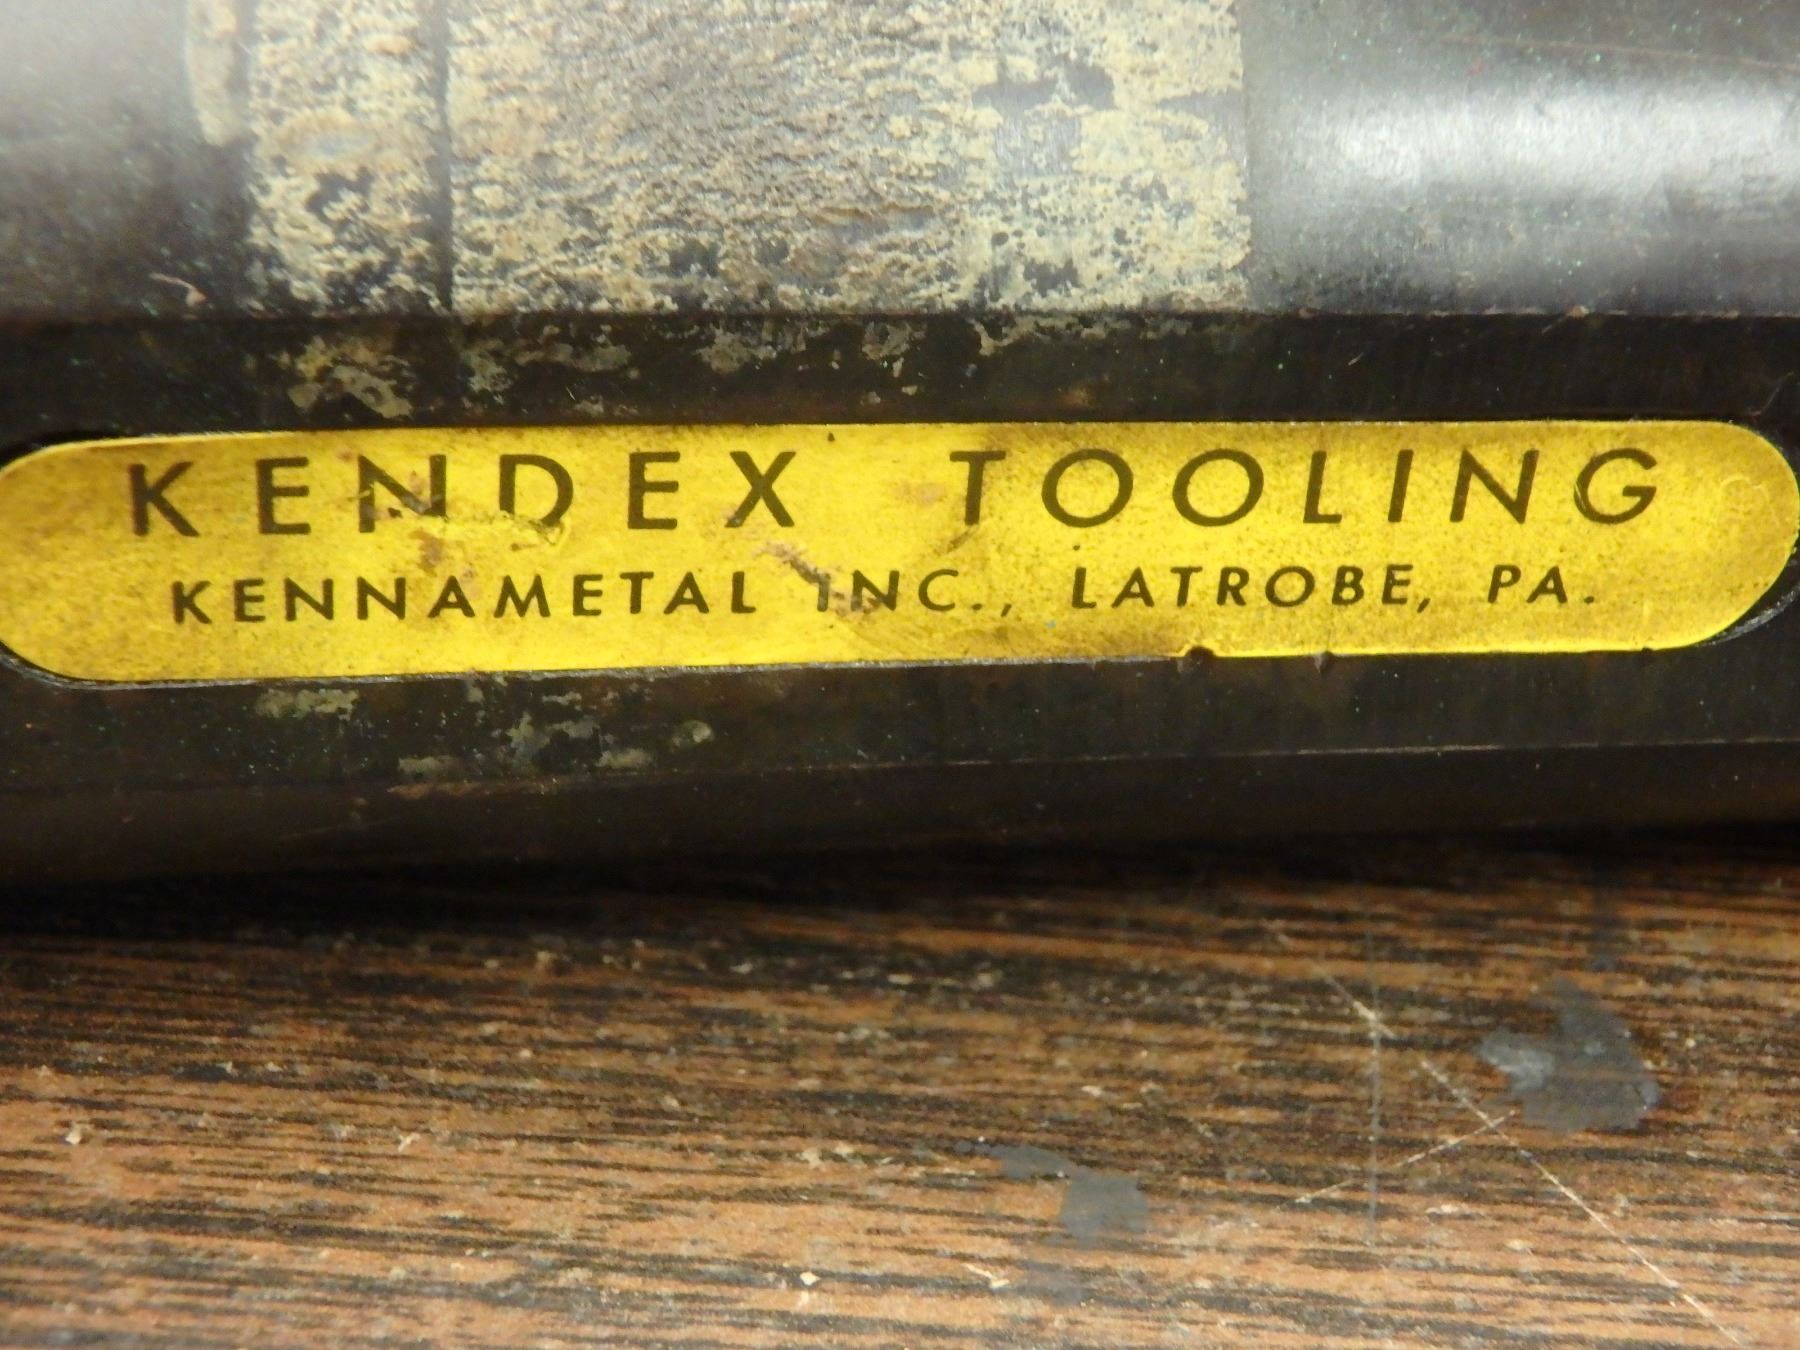 KENDEX TOOLING
KENNAMETAL INC., LATROBE, PA.